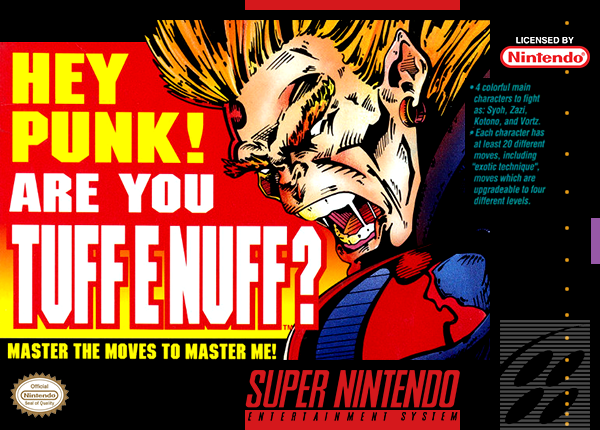 HEY
PUNK!
ARE YOU
TUFF E NUFF?
TM
MASTER THE MOVES TO MASTER ME!
LICENSED BY
Nintendo®
• 4 colorful main
characters to fight
as: Syoh, Zazi,
Kotono, and Vortz.
• Each character has
at least 20 different
moves, including
"exotic technique",
moves which are
upgradeable to four
different levels.
Official
Nintendo
Seal of Quality
SUPER NINTENDO
ENTERTAINMENT SYSTEM